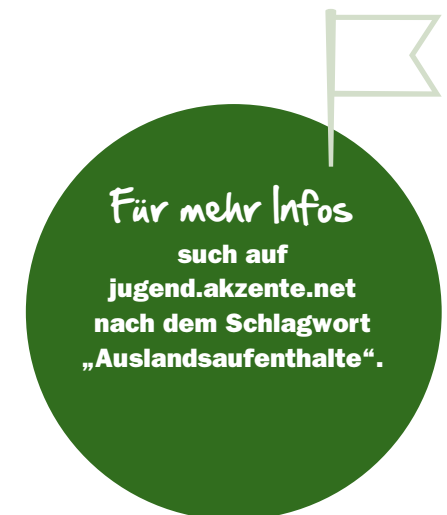 Für mehr Infos
such auf
jugend.akzente.net
nach dem Schlagwort
„Auslandsaufenthalte“.